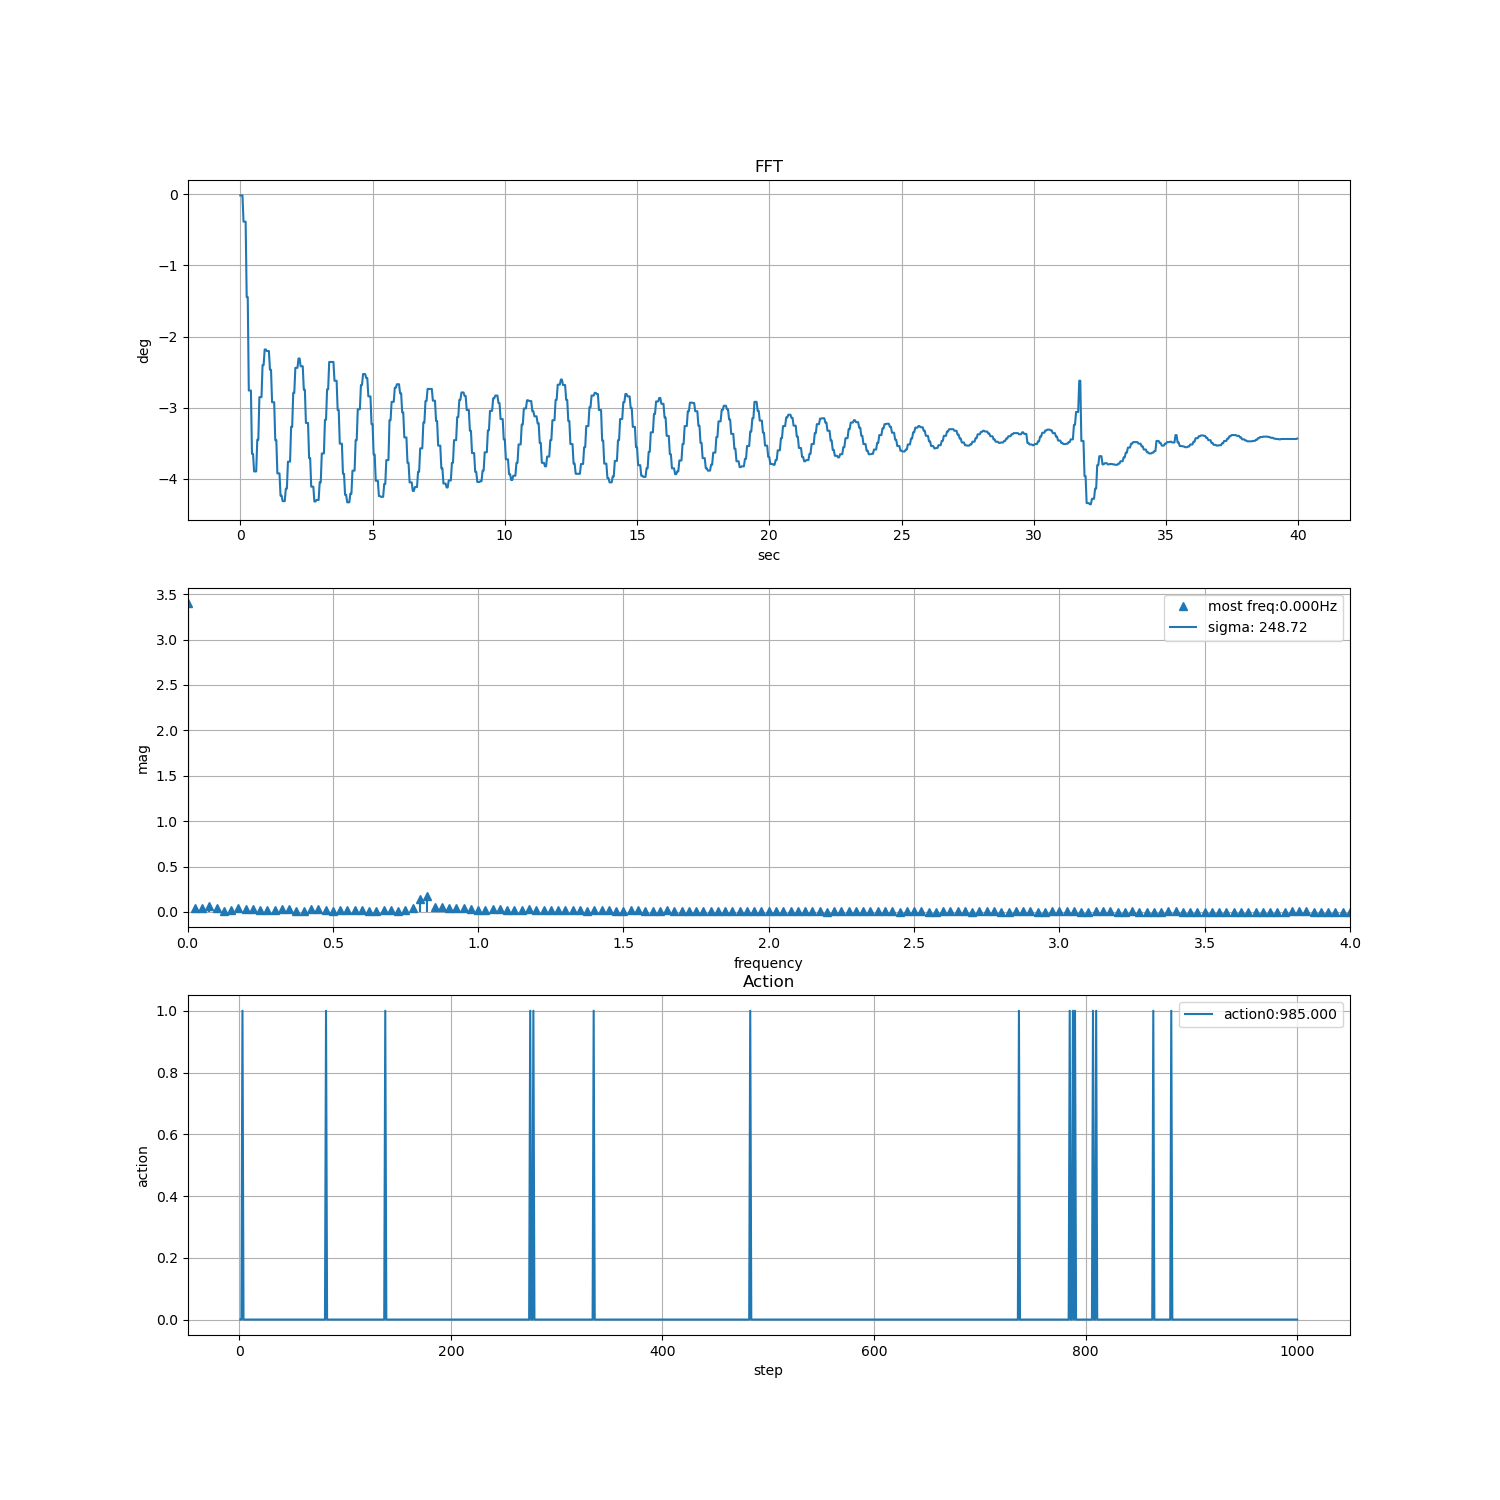 FFT
0
−1
−2
−3
−4
deg
0 5 10 15 20 25 30 35 40
sec
3.5
3.0
2.5
2.0
1.5
1.0
0.5
0.0
mag
most freq:0.000Hz
sigma: 248.72
0.0 0.5 1.0 1.5 2.0 2.5 3.0 3.5 4.0
frequency
Action
1.0
0.8
0.6
0.4
0.2
0.0
action
action0:985.000
0 200 400 600 800 1000
step